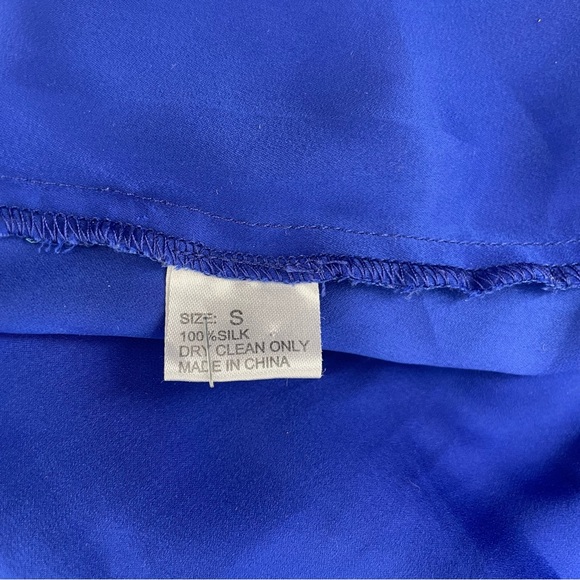 SIZE: S
100%SILK
DRY CLEAN ONLY
MADE IN CHINA